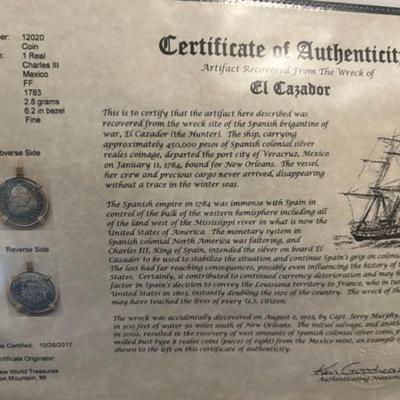 12020
Coin
1 Real
Charles III
Mexico
FF
1783
2.8 grams
6.2 in bezel
Fine
Reverse Side
10/26/2017
Certificate Originator:
New World Treasures
Mountain, MI
Certificate of Authenticity
Artifact Recovered From The Wreck of
El Cazador
This is to certify that the artifact here described was
recovered from the wreck site of the Spanish brigantine of
war, El Cazador (the Hunter). The ship, carrying
approximately 450,000 pesos of Spanish colonial silver
reales coinage, departed the port city of Veracruz, Mexico
on January 11, 1784, bound for New Orleans. The vessel,
her crew and precious cargo never arrived, disappearing
without a trace in the winter seas.
The Spanish empire in 1784 was immense with Spain in
control of the bulk of the western hemisphere including all
of the land west of the Mississippi river in what is now the
United States of America. The monetary system in
Spanish colonial North America was faltering, and
Charles III, King of Spain, intended the silver on board El
to be used to stabilize the situation and continue Spain's grip on colonial
The loss had far reaching consequences, possibly even influencing the history of
States. Certainly, it contributed to continued currency deterioration and may
factor in Spain's decision to convey the Louisiana territory to France, who in
United States in 1803, instantly doubling the size of the country. The wreck of
may have touched the lives of every U.S. citizen.
The wreck was accidentally discovered on August 2, 1993, by Capt. Jerry Murphy,
in 300 feet of water 50 miles south of New Orleans. The initial salvage, and
in 2002, resulted in the recovery of vast amounts of Spanish colonial silver coins,
milled bust type 8 reales coins (pieces of eight) from the Mexico mint, an example of
shown to the left on this certificate of authenticity.
Authenticating